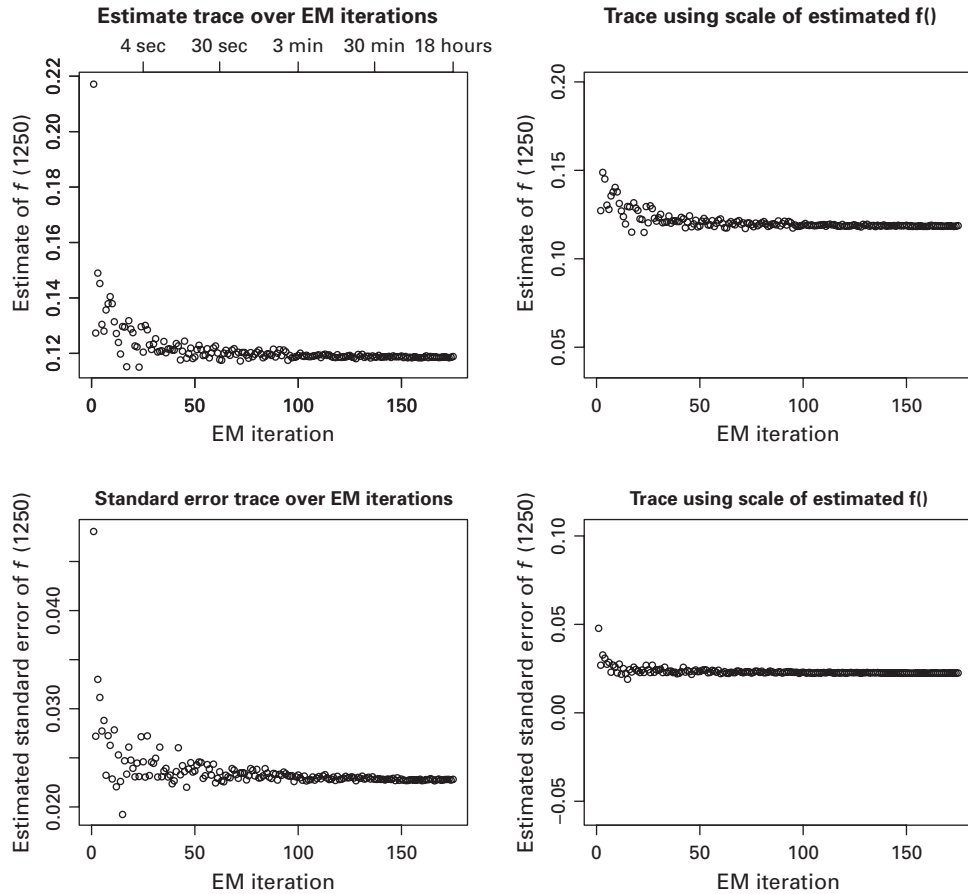 Estimate trace over EM iterations
4 sec 30 sec 3 min 30 min 18 hours
Estimate of f (1250)
0.22
0.20
0.18
0.16
0.14
0.12
0 50 100 150
EM iteration
Trace using scale of estimated f()
Estimate of f (1250)
0.20
0.15
0.10
0.05
0 50 100 150
EM iteration
Standard error trace over EM iterations
Estimated standard error of f (1250)
0.040
0.030
0.020
0 50 100 150
EM iteration
Trace using scale of estimated f()
Estimated standard error of f (1250)
0.10
0.05
0.00
−0.05
0 50 100 150
EM iteration